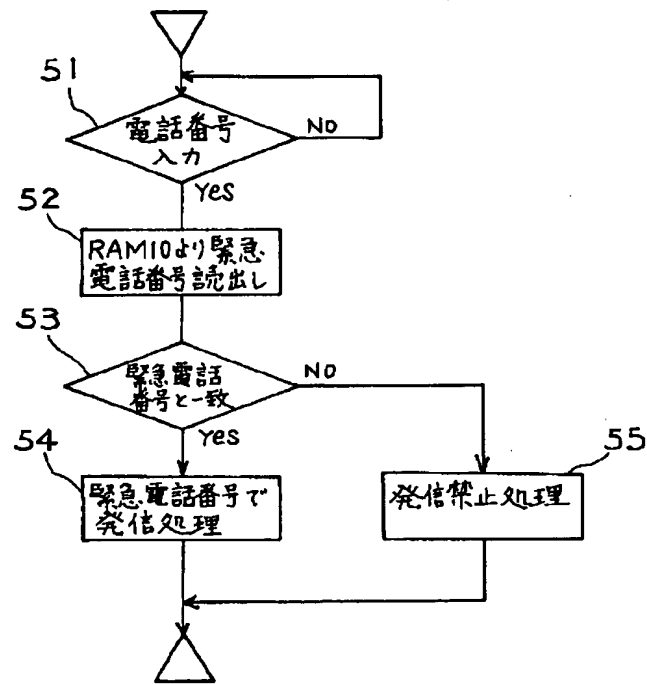 51
電話番号
入力
NO
Yes
52
RAM10より緊急
電話番号読出し
53
緊急電話
番号と一致
NO
Yes
54
緊急電話番号で
発信処理
55
発信禁止処理